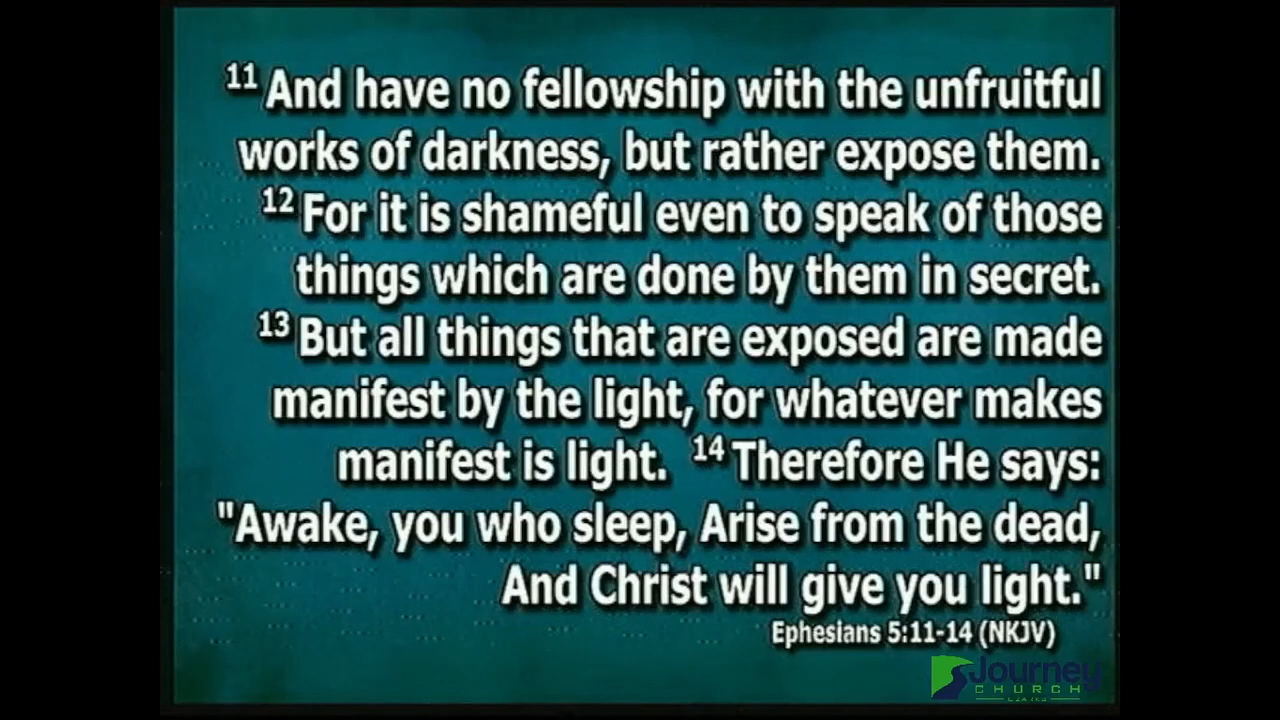 11 And have no fellowship with the unfruitful
works of darkness, but rather expose them.
12 For it is shameful even to speak of those
things which are done by them in secret.
13 But all things that are exposed are made
manifest by the light, for whatever makes
manifest is light. 14 Therefore He says:
"Awake, you who sleep, Arise from the dead,
And Christ will give you light."
Ephesians 5:11-14 (NKJV)
Journey
CHURCH